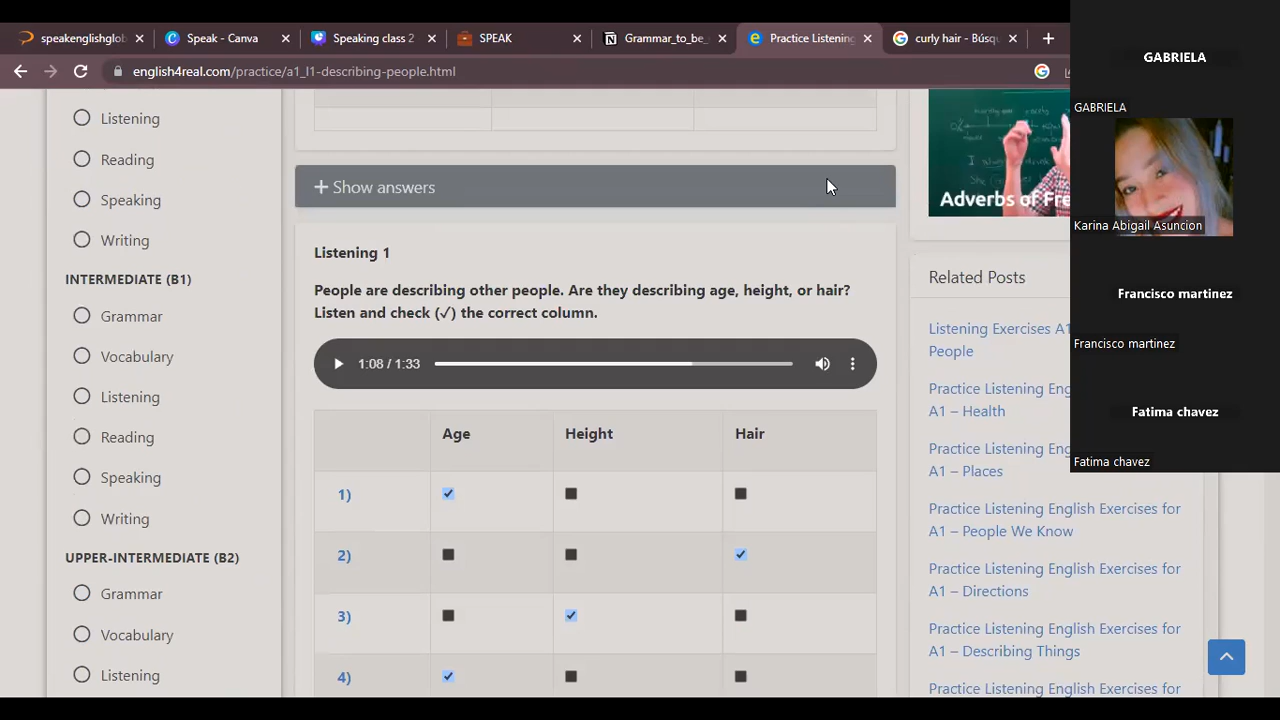 speakenglishglob
Speak - Canva
Speaking class 2
SPEAK
Grammar_to_be_
Practice Listening
curly hair - Búsqu
english4real.com/practice/a1_l1-describing-people.html
Listening
Reading
Speaking
Writing
INTERMEDIATE (B1)
Grammar
Vocabulary
Listening
Reading
Speaking
Writing
UPPER-INTERMEDIATE (B2)
Grammar
Vocabulary
Listening
+ Show answers
Listening 1
People are describing other people. Are they describing age, height, or hair?
Listen and check (✓) the correct column.
1:08 / 1:33
Age Height Hair
1)
2)
3)
4)
Adverbs of Fre
Related Posts
Listening Exercises A1
People
Practice Listening Eng
A1 – Health
Practice Listening Eng
A1 – Places
Practice Listening English Exercises for
A1 – People We Know
Practice Listening English Exercises for
A1 – Directions
Practice Listening English Exercises for
A1 – Describing Things
Practice Listening English Exercises for
GABRIELA
GABRIELA
Karina Abigail Asuncion
Francisco martinez
Francisco martinez
Fatima chavez
Fatima chavez